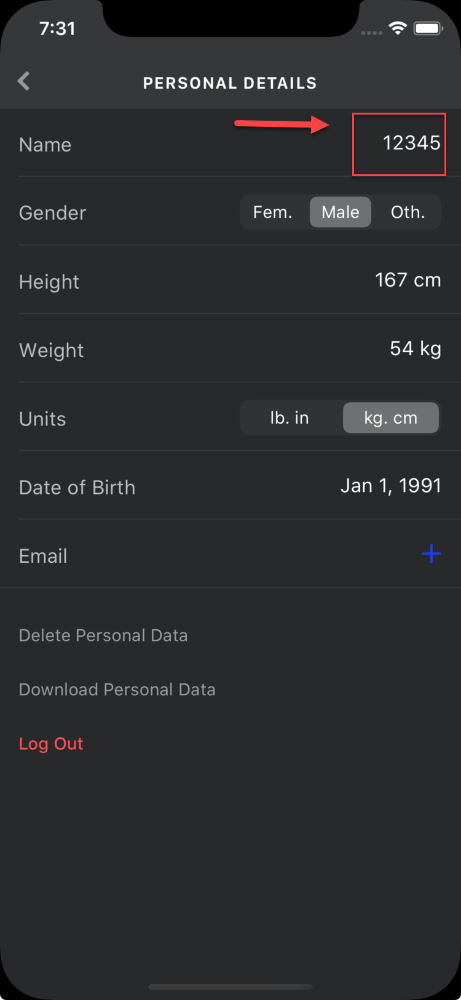 7:31
PERSONAL DETAILS
Name 12345
Gender Fem. Male Oth.
Height 167 cm
Weight 54 kg
Units lb. in kg. cm
Date of Birth Jan 1, 1991
Email +
Delete Personal Data
Download Personal Data
Log Out